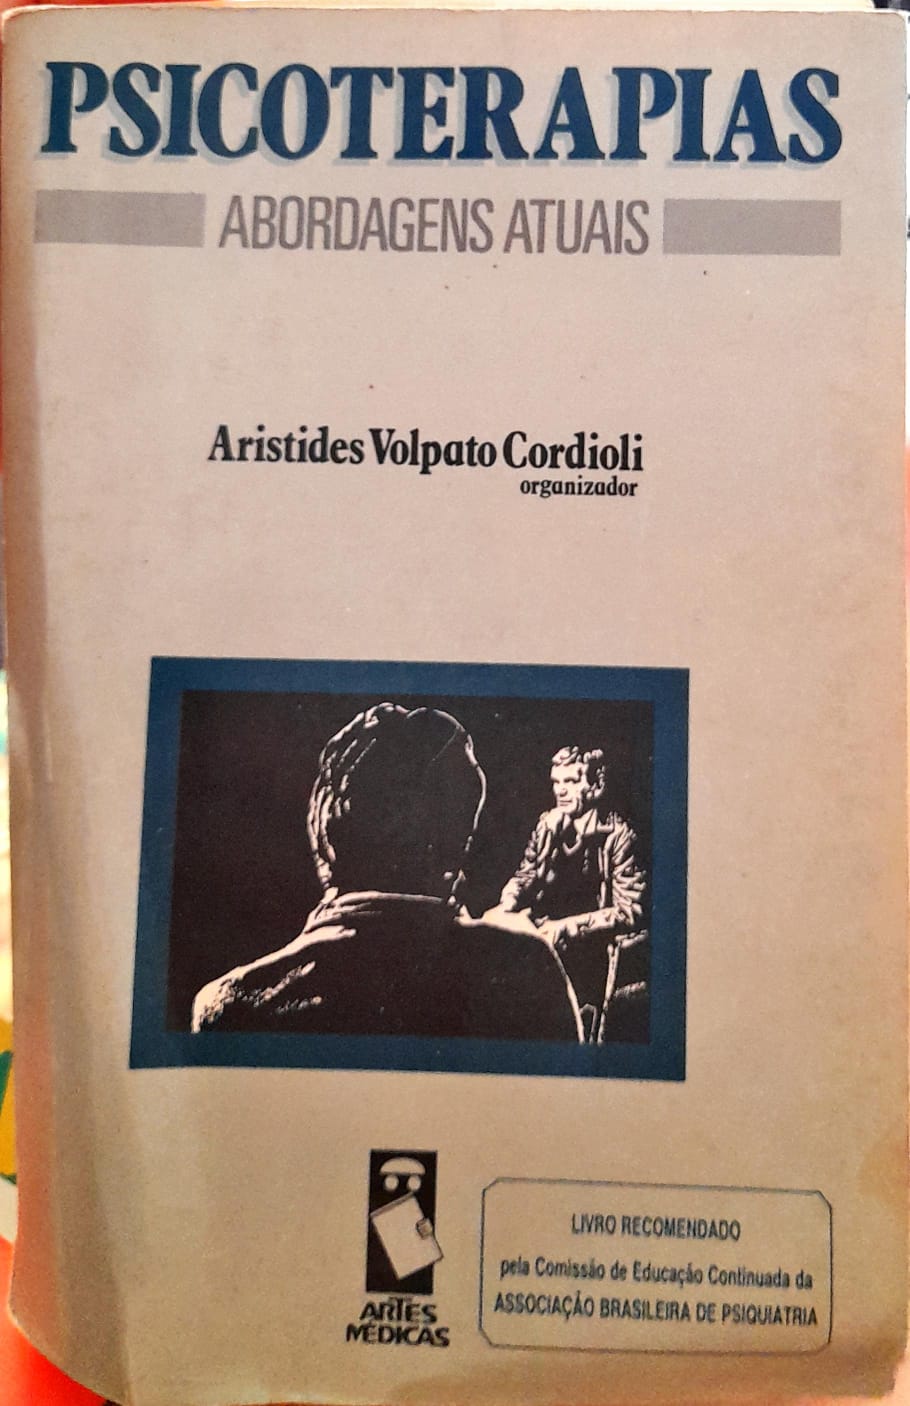 PSICOTERAPIAS
ABORDAGENS ATUAIS
Aristides Volpato Cordioli
organizador
ARTES
MÉDICAS
LIVRO RECOMENDADO
pela Comissão de Educação Continuada da
ASSOCIAÇÃO BRASILEIRA DE PSIQUIATRIA